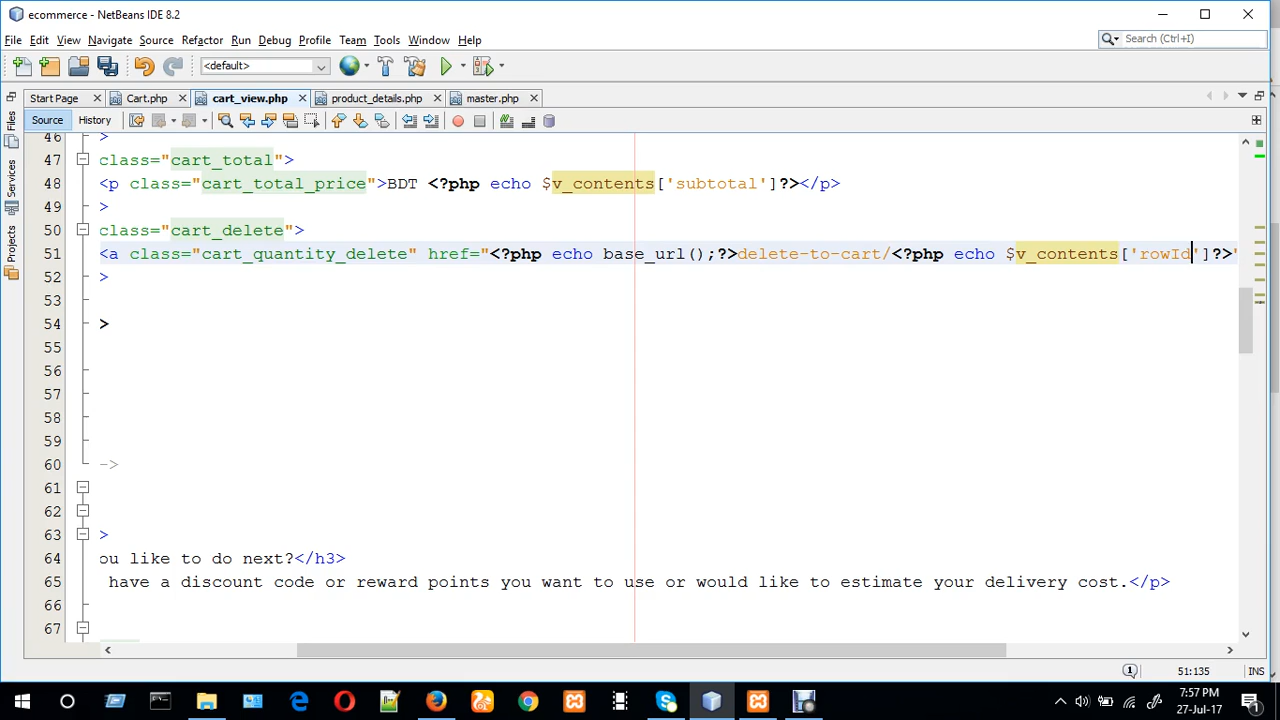 ecommerce - NetBeans IDE 8.2
File Edit View Navigate Source Refactor Run Debug Profile Team Tools Window Help
Search (Ctrl+I)
<default>
Start Page Cart.php cart_view.php product_details.php master.php
Source History
Files
Services
Projects
46 >
47 class="cart_total">
48 <p class="cart_total_price">BDT <?php echo $v_contents['subtotal']?></p>
49 >
50 class="cart_delete">
51 <a class="cart_quantity_delete" href="<?php echo base_url();?>delete-to-cart/<?php echo $v_contents['rowId']?>"
52 >
53
54 >
55
56
57
58
59
60 ->
61
62
63 >
64 ou like to do next?</h3>
65 have a discount code or reward points you want to use or would like to estimate your delivery cost.</p>
66
67
1 51:135 INS
7:57 PM
27-Jul-17
1